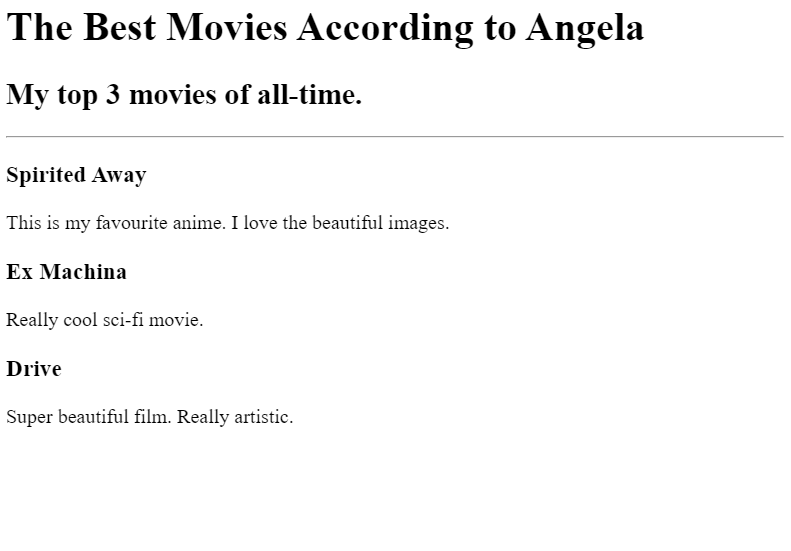 The Best Movies According to Angela
My top 3 movies of all-time.
Spirited Away
This is my favourite anime. I love the beautiful images.
Ex Machina
Really cool sci-fi movie.
Drive
Super beautiful film. Really artistic.